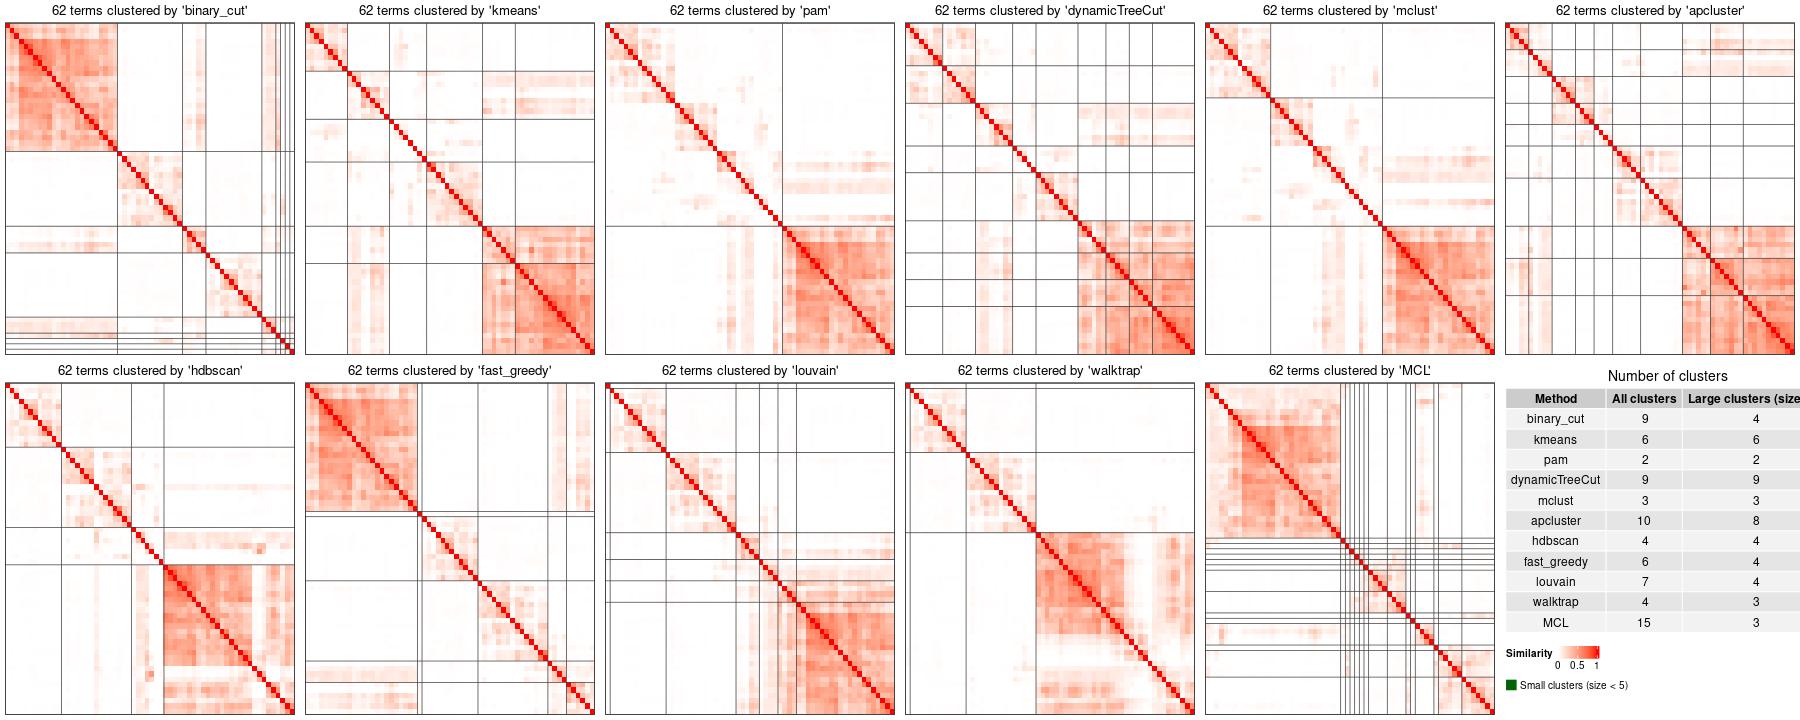 62 terms clustered by 'binary_cut'
62 terms clustered by 'kmeans'
62 terms clustered by 'pam'
62 terms clustered by 'dynamicTreeCut'
62 terms clustered by 'mclust'
62 terms clustered by 'apcluster'
62 terms clustered by 'hdbscan'
62 terms clustered by 'fast_greedy'
62 terms clustered by 'louvain'
62 terms clustered by 'walktrap'
62 terms clustered by 'MCL'
Number of clusters
Method All clusters Large clusters (size
binary_cut 9 4
kmeans 6 6
pam 2 2
dynamicTreeCut 9 9
mclust 3 3
apcluster 10 8
hdbscan 4 4
fast_greedy 6 4
louvain 7 4
walktrap 4 3
MCL 15 3
Similarity
0 0.5 1
Small clusters (size < 5)